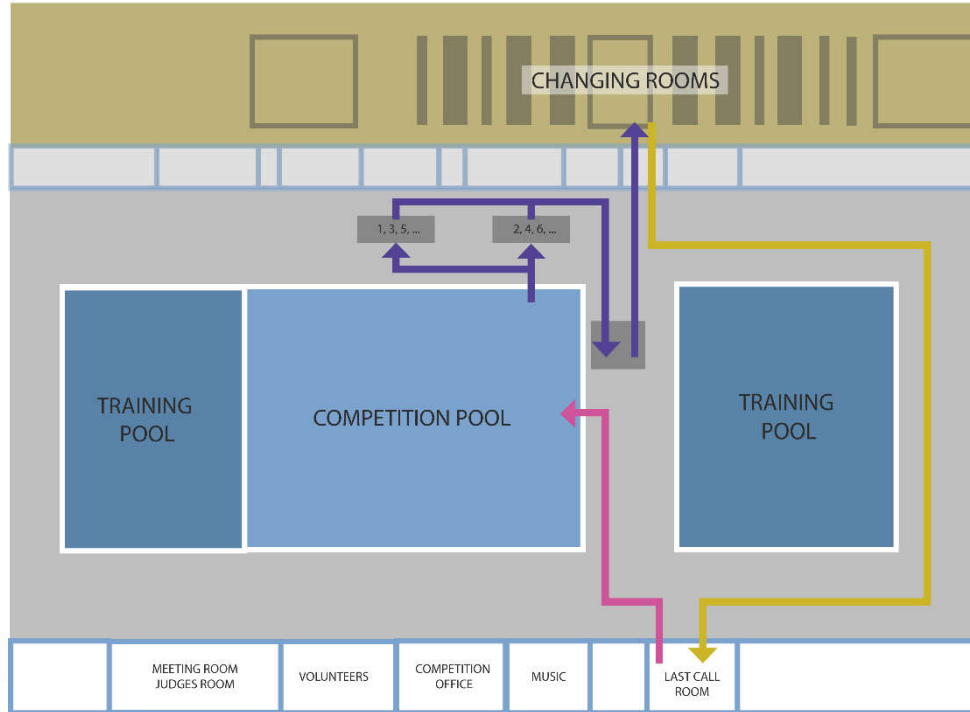 CHANGING ROOMS
1, 3, 5, ...
2, 4, 6, ...
TRAINING
POOL
COMPETITION POOL
TRAINING
POOL
MEETING ROOM
JUDGES ROOM
VOLUNTEERS
COMPETITION
OFFICE
MUSIC
LAST CALL
ROOM